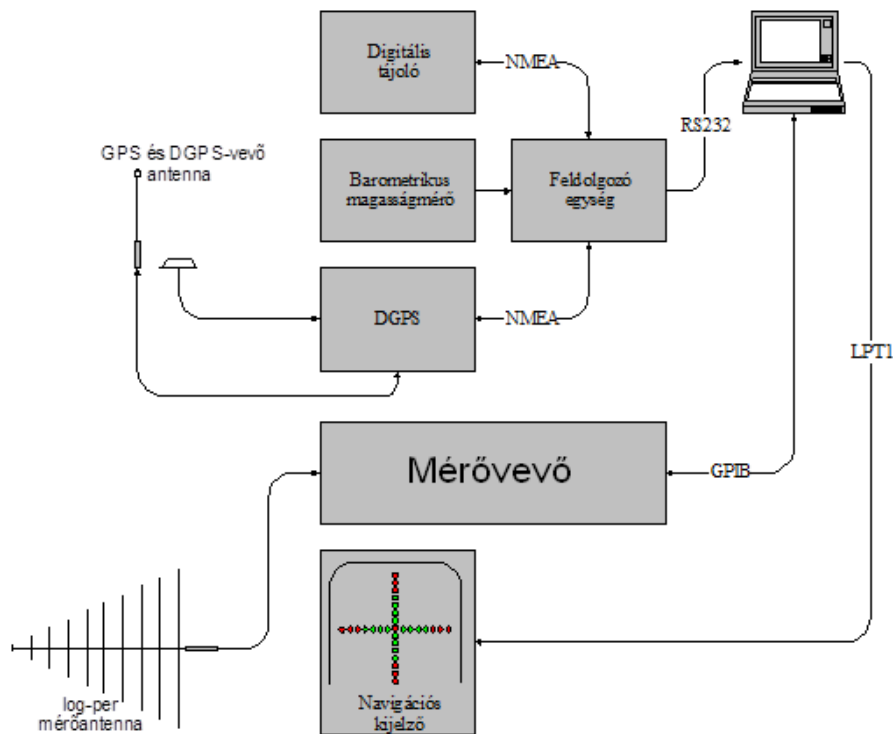 Digitális
tájoló
NMEA
RS232
GPS és DGPS-vevő
antenna
Barometrikus
magasságmérő
Feldolgozó
egység
DGPS
NMEA
LPT1
Mérővevő
GPIB
log-per
mérőantenna
Navigációs
kijelző